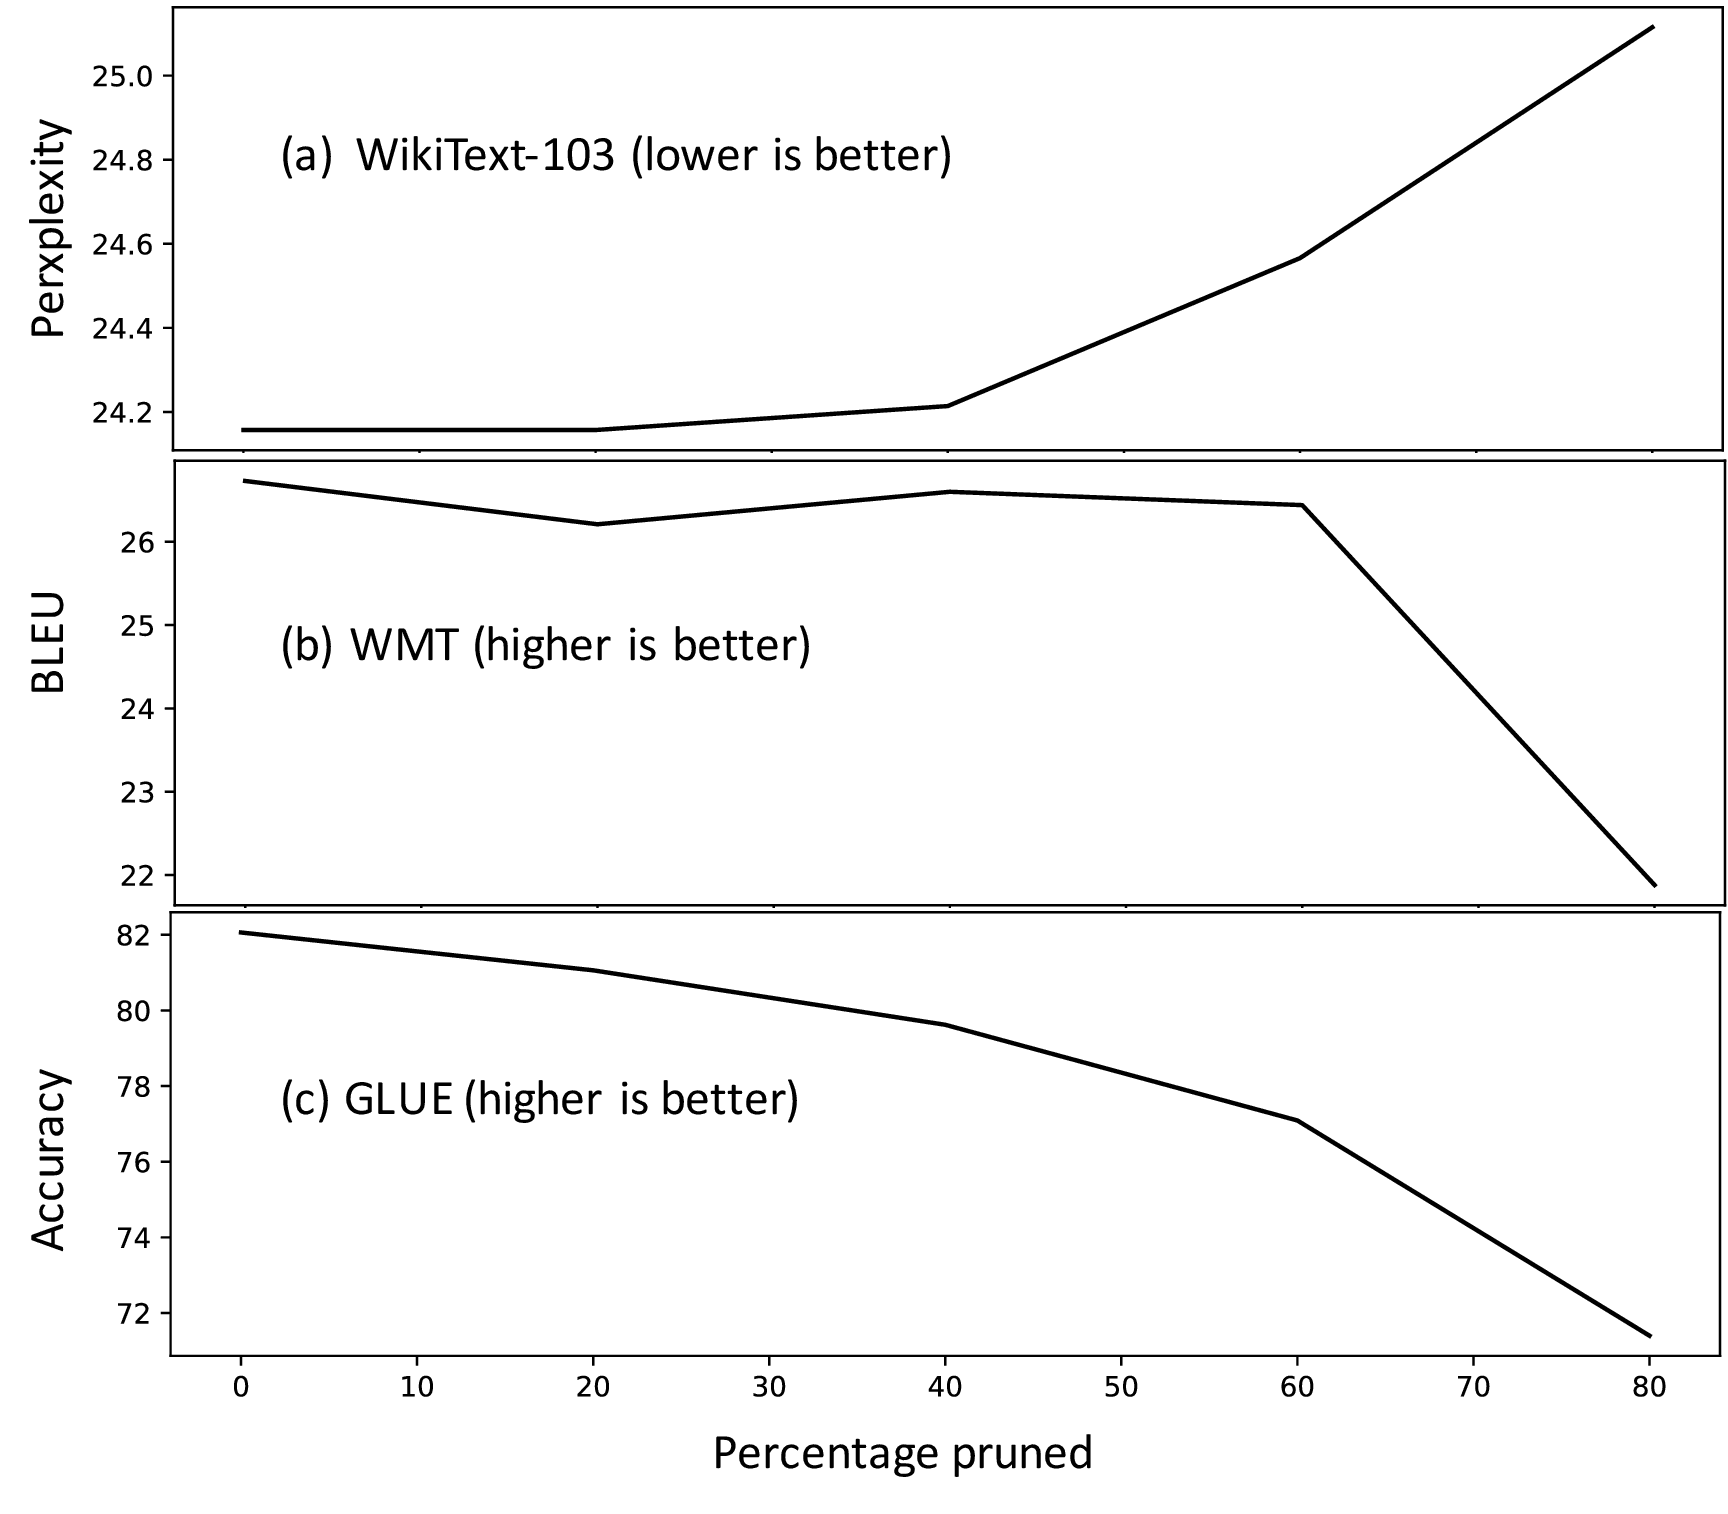 25.0
24.8
24.6
24.4
24.2
Perxplexity
(a) WikiText-103 (lower is better)
26
25
24
23
22
BLEU
(b) WMT (higher is better)
82
80
78
76
74
72
Accuracy
(c) GLUE (higher is better)
0 10 20 30 40 50 60 70 80
Percentage pruned